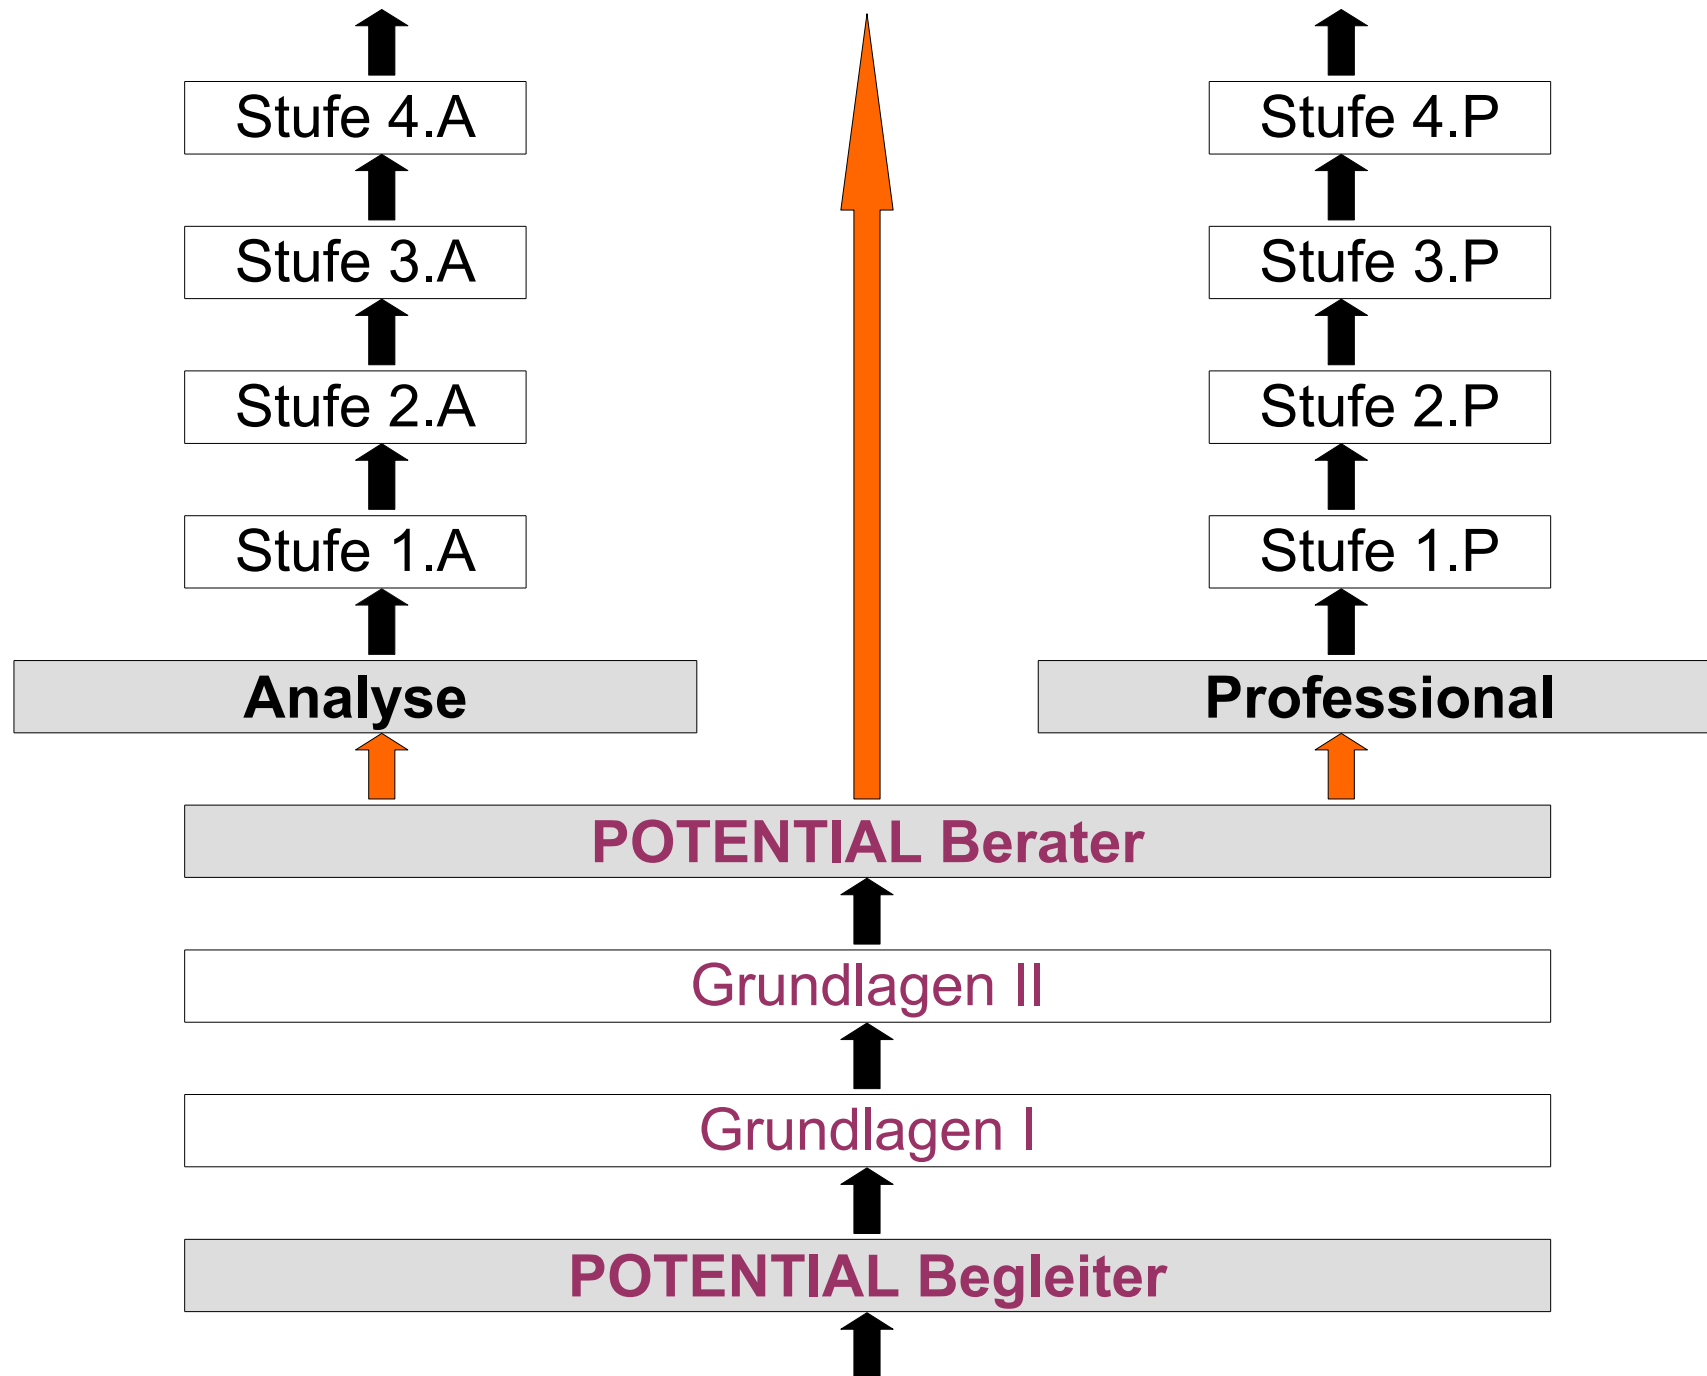 Stufe 4.A
Stufe 4.P
Stufe 3.A
Stufe 3.P
Stufe 2.A
Stufe 2.P
Stufe 1.A
Stufe 1.P
Analyse
Professional
POTENTIAL Berater
Grundlagen II
Grundlagen I
POTENTIAL Begleiter